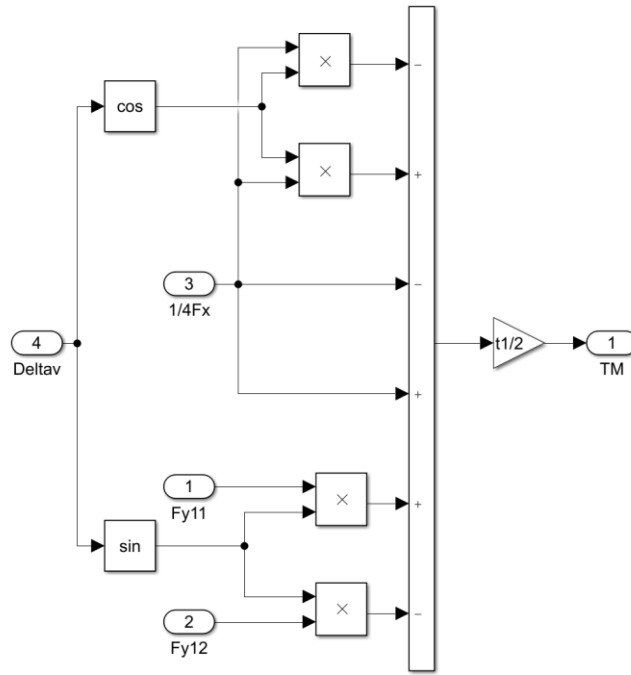 ×
−
cos
×
+
3
1/4Fx
−
4
Deltav
t1/2
1
TM
+
1
Fy11
×
+
sin
×
−
2
Fy12